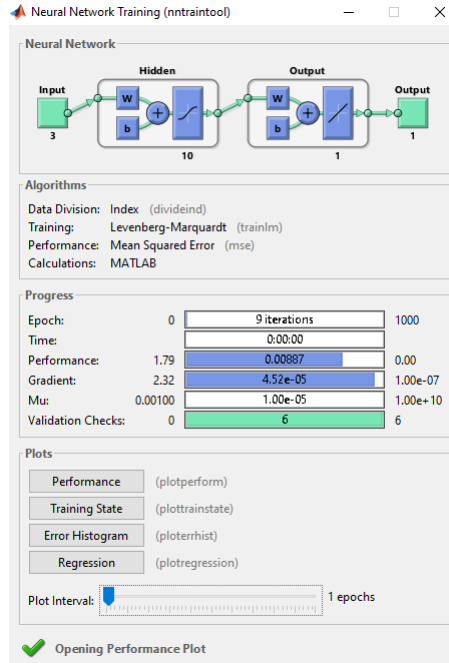 Neural Network Training (nntraintool)
Neural Network
Hidden Output
Input Output
W W
b b
3 10 1 1
Algorithms
Data Division: Index (divideind)
Training: Levenberg-Marquardt (trainlm)
Performance: Mean Squared Error (mse)
Calculations: MATLAB
Progress
Epoch: 0 9 iterations 1000
Time: 0:00:00
Performance: 1.79 0.00887 0.00
Gradient: 2.32 4.52e-05 1.00e-07
Mu: 0.00100 1.00e-05 1.00e+10
Validation Checks: 0 6 6
Plots
Performance (plotperform)
Training State (plottrainstate)
Error Histogram (ploterrhist)
Regression (plotregression)
Plot Interval: 1 epochs
Opening Performance Plot